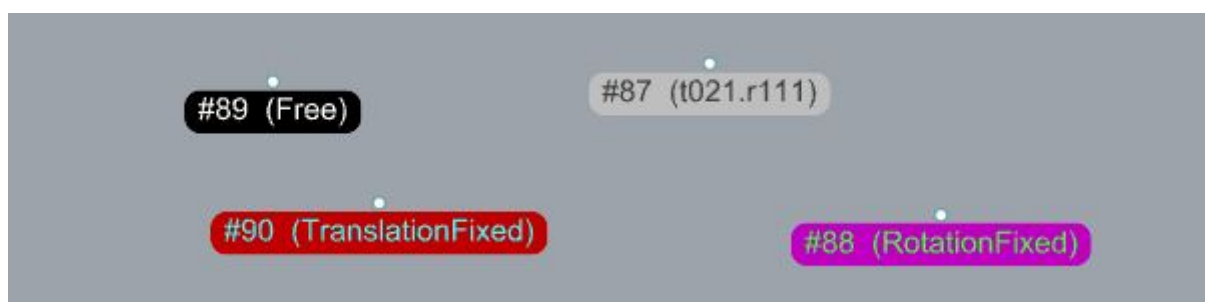 #87 (t021.r111)
#89 (Free)
#90 (TranslationFixed)
#88 (RotationFixed)